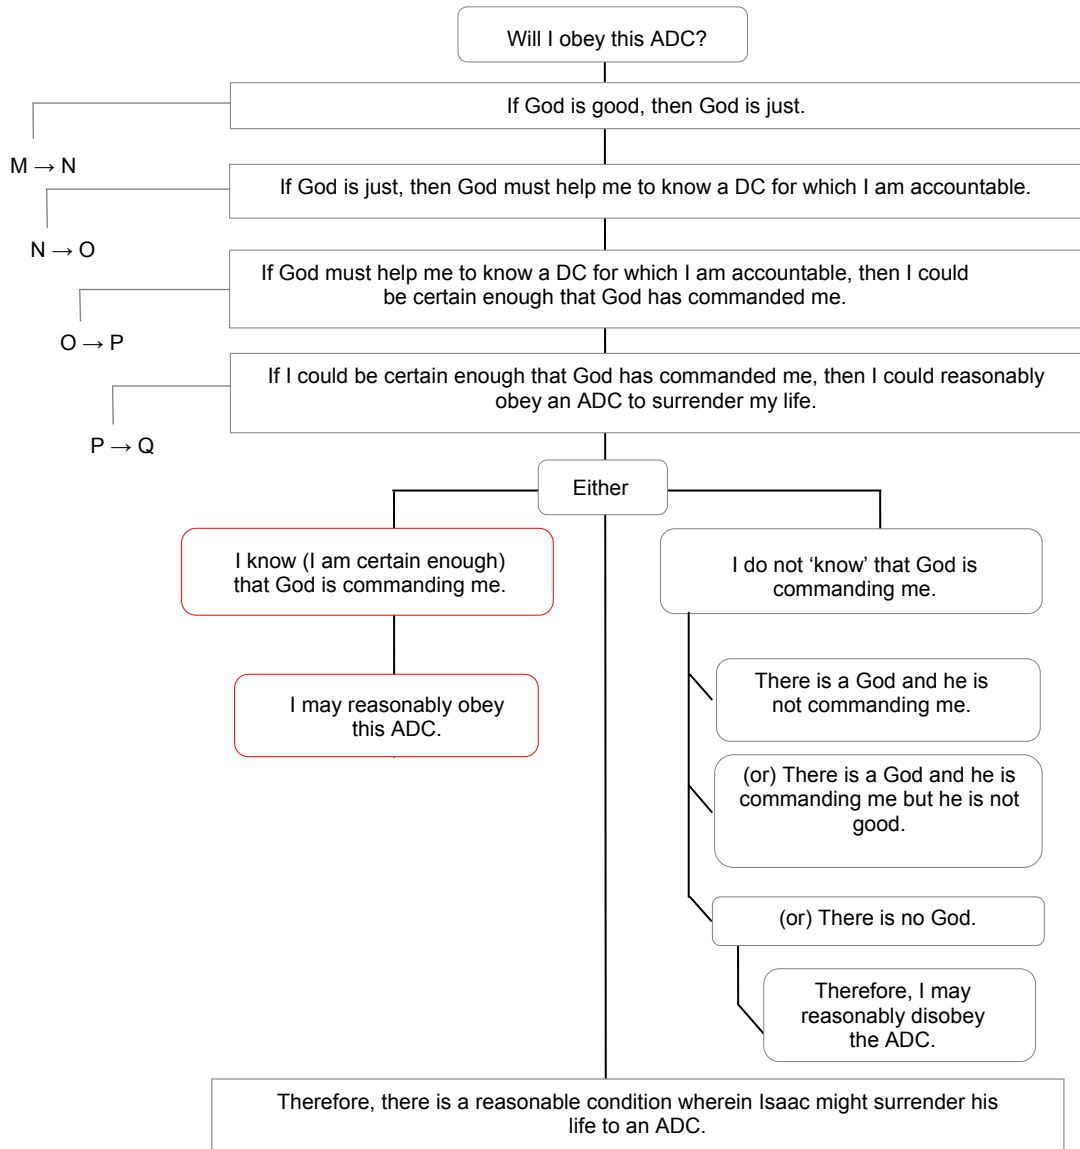 Will I obey this ADC?
If God is good, then God is just.
M → N
If God is just, then God must help me to know a DC for which I am accountable.
N → O
If God must help me to know a DC for which I am accountable, then I could
be certain enough that God has commanded me.
O → P
If I could be certain enough that God has commanded me, then I could reasonably
obey an ADC to surrender my life.
P → Q
Either
I know (I am certain enough)
that God is commanding me.
I may reasonably obey
this ADC.
I do not ‘know’ that God is
commanding me.
There is a God and he is
not commanding me.
(or) There is a God and he is
commanding me but he is not
good.
(or) There is no God.
Therefore, I may
reasonably disobey
the ADC.
Therefore, there is a reasonable condition wherein Isaac might surrender his
life to an ADC.